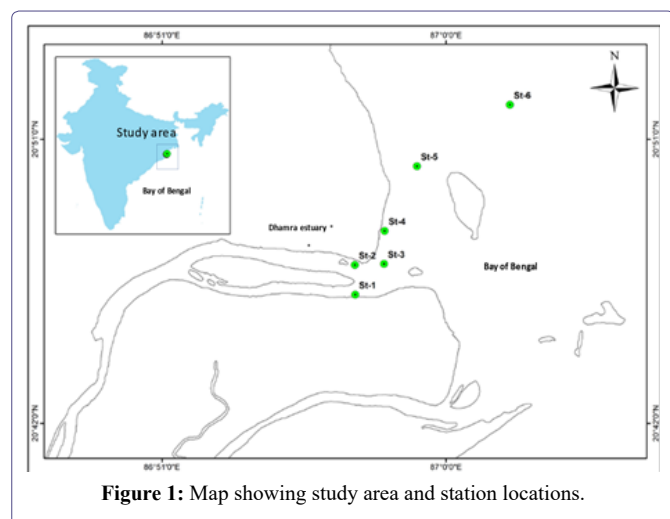 86°51'0"E
87°0'0"E
N
St-6
Study area
20°51'0"N
20°51'0"N
St-5
Bay of Bengal
St-4
Dhamra estuary
St-2
St-3
Bay of Bengal
St-1
20°42'0"N
20°42'0"N
86°51'0"E
87°0'0"E
Figure 1: Map showing study area and station locations.